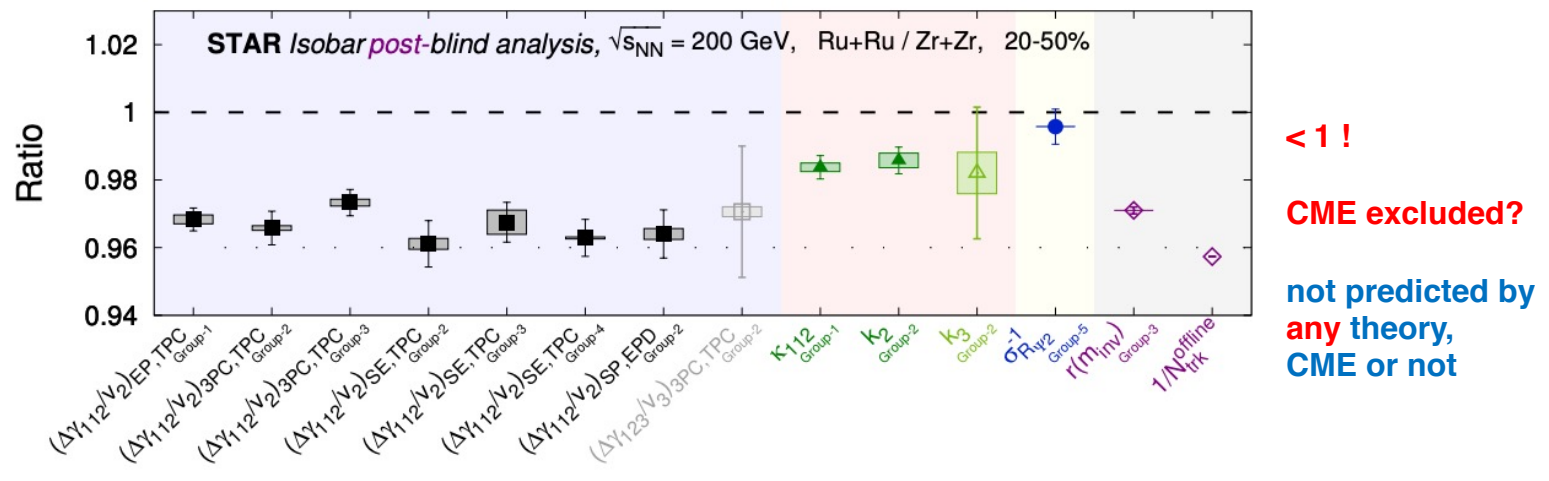 STAR Isobar post-blind analysis, √sNN = 200 GeV, Ru+Ru / Zr+Zr, 20-50%
Ratio
1.02
1
0.98
0.96
0.94
(Δγ112/v2)EP,TPC Group-1
(Δγ112/v2)3PC,TPC Group-2
(Δγ112/v2)3PC,TPC Group-3
(Δγ112/v2)SE,TPC Group-2
(Δγ112/v2)SE,TPC Group-3
(Δγ112/v2)SE,TPC Group-4
(Δγ112/v2)SP,EPD Group-2
(Δγ123/v3)3PC,TPC Group-2
κ112 Group-1
k2 Group-2
k3 Group-2
σ-1RΨ2 Group-5
r(minv) Group-3
1/Noffline trk
< 1 !
CME excluded?
not predicted by
any theory,
CME or not